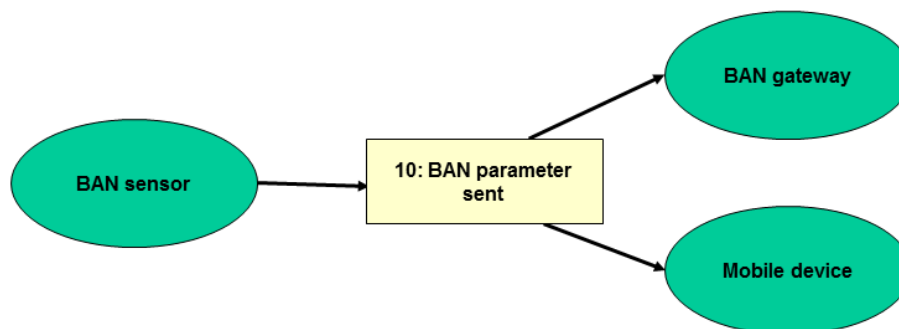 BAN gateway
BAN sensor
10: BAN parameter
sent
Mobile device